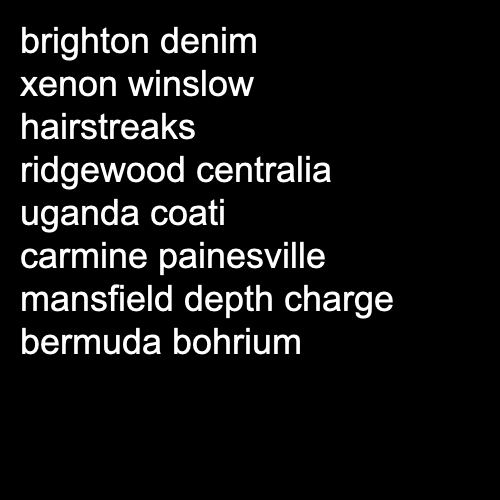 brighton denim
xenon winslow
hairstreaks
ridgewood centralia
uganda coati
carmine painesville
mansfield depth charge
bermuda bohrium